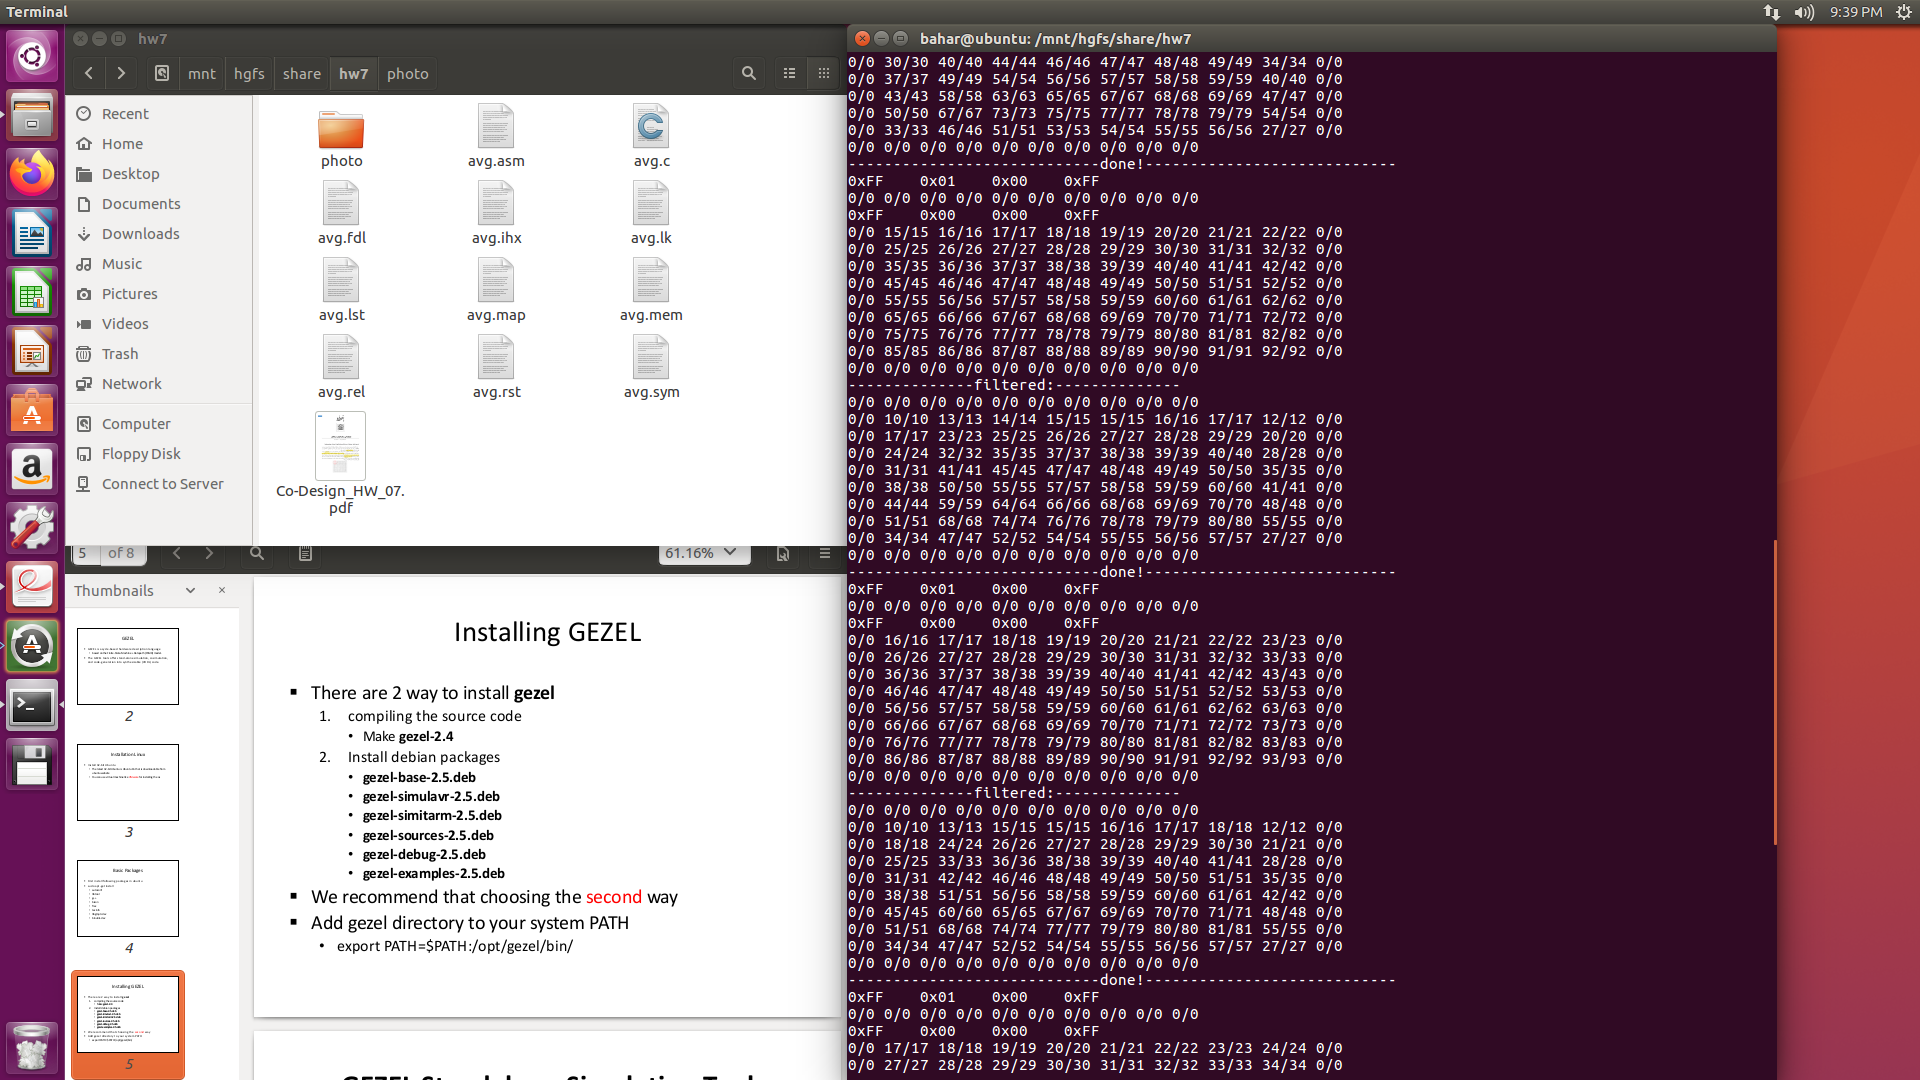 Terminal
9:39 PM
hw7
mnt
hgfs
share
hw7
photo
Recent
Home
Desktop
Documents
Downloads
Music
Pictures
Videos
Trash
Network
Computer
Floppy Disk
Connect to Server
photo
avg.asm
avg.c
avg.fdl
avg.ihx
avg.lk
avg.lst
avg.map
avg.mem
avg.rel
avg.rst
avg.sym
Co-Design_HW_07.
pdf
5 of 8
61.16%
Thumbnails
2
3
4
5
Installing GEZEL
There are 2 way to install gezel
1. compiling the source code
• Make gezel-2.4
2. Install debian packages
• gezel-base-2.5.deb
• gezel-simulavr-2.5.deb
• gezel-simitarm-2.5.deb
• gezel-sources-2.5.deb
• gezel-debug-2.5.deb
• gezel-examples-2.5.deb
We recommend that choosing the second way
Add gezel directory to your system PATH
• export PATH=$PATH:/opt/gezel/bin/
bahar@ubuntu: /mnt/hgfs/share/hw7
0/0 30/30 40/40 44/44 46/46 47/47 48/48 49/49 34/34 0/0
0/0 37/37 49/49 54/54 56/56 57/57 58/58 59/59 40/40 0/0
0/0 43/43 58/58 63/63 65/65 67/67 68/68 69/69 47/47 0/0
0/0 50/50 67/67 73/73 75/75 77/77 78/78 79/79 54/54 0/0
0/0 33/33 46/46 51/51 53/53 54/54 55/55 56/56 27/27 0/0
0/0 0/0 0/0 0/0 0/0 0/0 0/0 0/0 0/0 0/0
----------------------------done!----------------------------
0xFF 0x01 0x00 0xFF
0/0 0/0 0/0 0/0 0/0 0/0 0/0 0/0 0/0 0/0
0xFF 0x00 0x00 0xFF
0/0 15/15 16/16 17/17 18/18 19/19 20/20 21/21 22/22 0/0
0/0 25/25 26/26 27/27 28/28 29/29 30/30 31/31 32/32 0/0
0/0 35/35 36/36 37/37 38/38 39/39 40/40 41/41 42/42 0/0
0/0 45/45 46/46 47/47 48/48 49/49 50/50 51/51 52/52 0/0
0/0 55/55 56/56 57/57 58/58 59/59 60/60 61/61 62/62 0/0
0/0 65/65 66/66 67/67 68/68 69/69 70/70 71/71 72/72 0/0
0/0 75/75 76/76 77/77 78/78 79/79 80/80 81/81 82/82 0/0
0/0 85/85 86/86 87/87 88/88 89/89 90/90 91/91 92/92 0/0
0/0 0/0 0/0 0/0 0/0 0/0 0/0 0/0 0/0 0/0
--------------filtered:--------------
0/0 0/0 0/0 0/0 0/0 0/0 0/0 0/0 0/0 0/0
0/0 10/10 13/13 14/14 15/15 15/15 16/16 17/17 12/12 0/0
0/0 17/17 23/23 25/25 26/26 27/27 28/28 29/29 20/20 0/0
0/0 24/24 32/32 35/35 37/37 38/38 39/39 40/40 28/28 0/0
0/0 31/31 41/41 45/45 47/47 48/48 49/49 50/50 35/35 0/0
0/0 38/38 50/50 55/55 57/57 58/58 59/59 60/60 41/41 0/0
0/0 44/44 59/59 64/64 66/66 68/68 69/69 70/70 48/48 0/0
0/0 51/51 68/68 74/74 76/76 78/78 79/79 80/80 55/55 0/0
0/0 34/34 47/47 52/52 54/54 55/55 56/56 57/57 27/27 0/0
0/0 0/0 0/0 0/0 0/0 0/0 0/0 0/0 0/0 0/0
----------------------------done!----------------------------
0xFF 0x01 0x00 0xFF
0/0 0/0 0/0 0/0 0/0 0/0 0/0 0/0 0/0 0/0
0xFF 0x00 0x00 0xFF
0/0 16/16 17/17 18/18 19/19 20/20 21/21 22/22 23/23 0/0
0/0 26/26 27/27 28/28 29/29 30/30 31/31 32/32 33/33 0/0
0/0 36/36 37/37 38/38 39/39 40/40 41/41 42/42 43/43 0/0
0/0 46/46 47/47 48/48 49/49 50/50 51/51 52/52 53/53 0/0
0/0 56/56 57/57 58/58 59/59 60/60 61/61 62/62 63/63 0/0
0/0 66/66 67/67 68/68 69/69 70/70 71/71 72/72 73/73 0/0
0/0 76/76 77/77 78/78 79/79 80/80 81/81 82/82 83/83 0/0
0/0 86/86 87/87 88/88 89/89 90/90 91/91 92/92 93/93 0/0
0/0 0/0 0/0 0/0 0/0 0/0 0/0 0/0 0/0 0/0
--------------filtered:--------------
0/0 0/0 0/0 0/0 0/0 0/0 0/0 0/0 0/0 0/0
0/0 10/10 13/13 15/15 15/15 16/16 17/17 18/18 12/12 0/0
0/0 18/18 24/24 26/26 27/27 28/28 29/29 30/30 21/21 0/0
0/0 25/25 33/33 36/36 38/38 39/39 40/40 41/41 28/28 0/0
0/0 31/31 42/42 46/46 48/48 49/49 50/50 51/51 35/35 0/0
0/0 38/38 51/51 56/56 58/58 59/59 60/60 61/61 42/42 0/0
0/0 45/45 60/60 65/65 67/67 69/69 70/70 71/71 48/48 0/0
0/0 51/51 68/68 74/74 77/77 79/79 80/80 81/81 55/55 0/0
0/0 34/34 47/47 52/52 54/54 55/55 56/56 57/57 27/27 0/0
0/0 0/0 0/0 0/0 0/0 0/0 0/0 0/0 0/0 0/0
----------------------------done!----------------------------
0xFF 0x01 0x00 0xFF
0/0 0/0 0/0 0/0 0/0 0/0 0/0 0/0 0/0 0/0
0xFF 0x00 0x00 0xFF
0/0 17/17 18/18 19/19 20/20 21/21 22/22 23/23 24/24 0/0
0/0 27/27 28/28 29/29 30/30 31/31 32/32 33/33 34/34 0/0